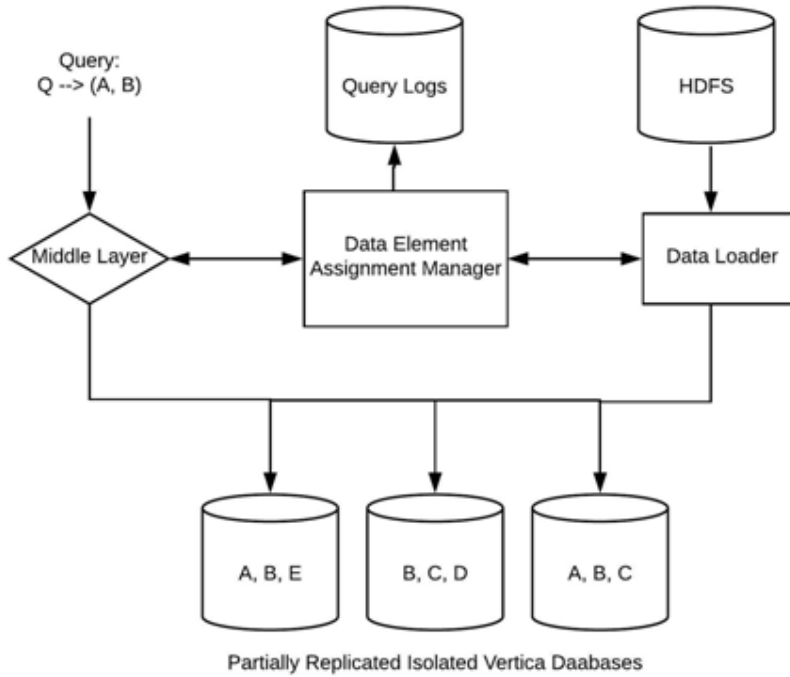 Query:
Q --> (A, B)
Query Logs
HDFS
Middle Layer
Data Element
Assignment Manager
Data Loader
A, B, E
B, C, D
A, B, C
Partially Replicated Isolated Vertica Daabases